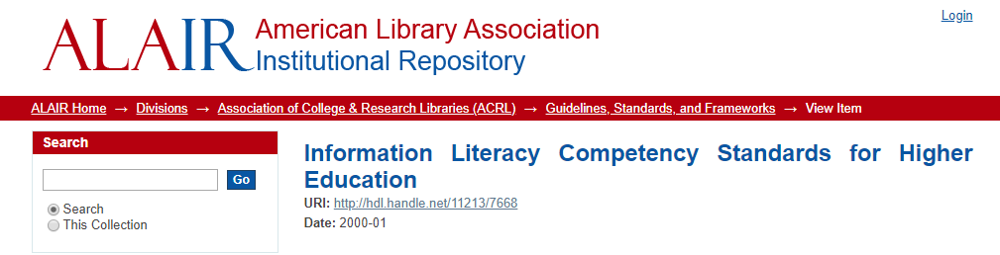 Login
ALAIR American Library Association
Institutional Repository
ALAIR Home → Divisions → Association of College & Research Libraries (ACRL) → Guidelines, Standards, and Frameworks → View Item
Search
Go
Search
This Collection
Information Literacy Competency Standards for Higher
Education
URI: http://hdl.handle.net/11213/7668
Date: 2000-01